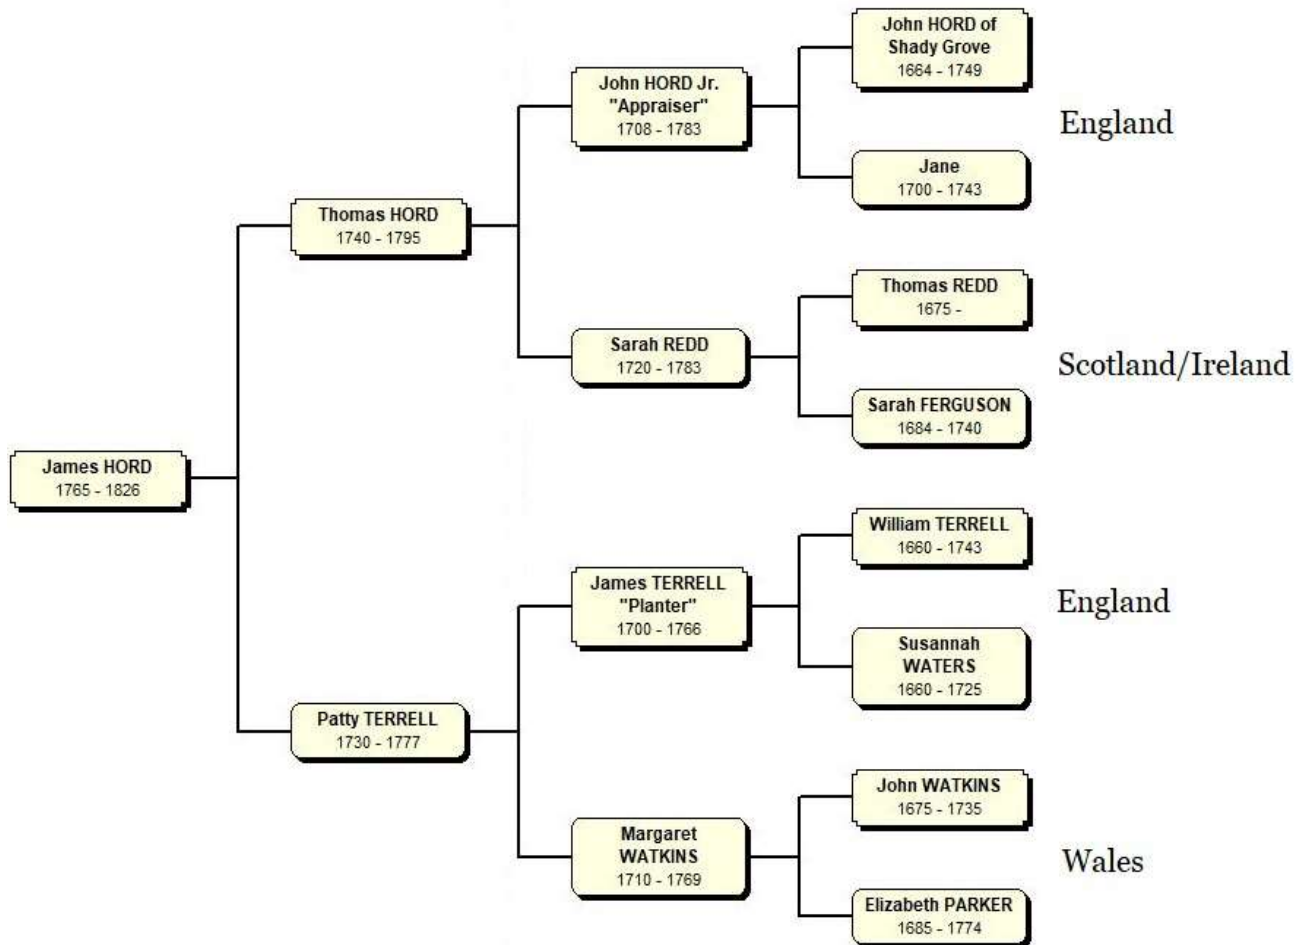 John HORD of
Shady Grove
1664 - 1749
John HORD Jr.
"Appraiser"
1708 - 1783
England
Jane
1700 - 1743
Thomas HORD
1740 - 1795
Thomas REDD
1675 -
Sarah REDD
1720 - 1783
Scotland/Ireland
Sarah FERGUSON
1684 - 1740
James HORD
1765 - 1826
William TERRELL
1660 - 1743
James TERRELL
"Planter"
1700 - 1766
England
Susannah
WATERS
1660 - 1725
Patty TERRELL
1730 - 1777
John WATKINS
1675 - 1735
Margaret
WATKINS
1710 - 1769
Wales
Elizabeth PARKER
1685 - 1774